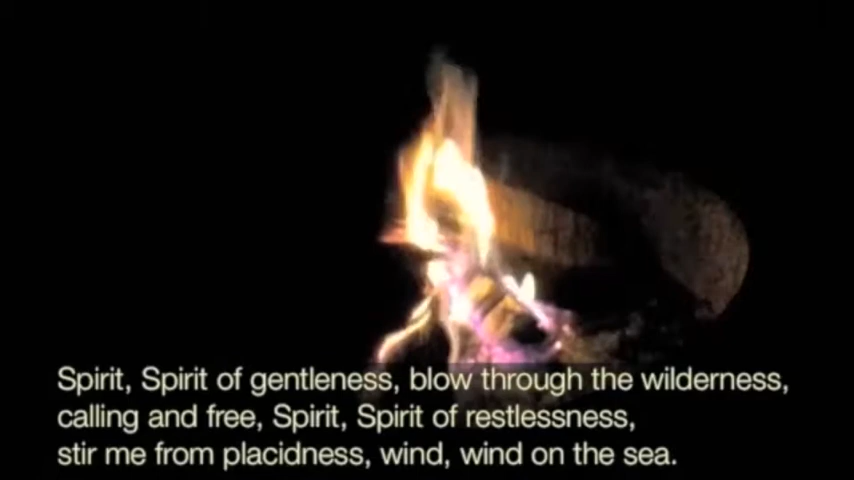 Spirit, Spirit of gentleness, blow through the wilderness,
calling and free, Spirit, Spirit of restlessness,
stir me from placidness, wind, wind on the sea.